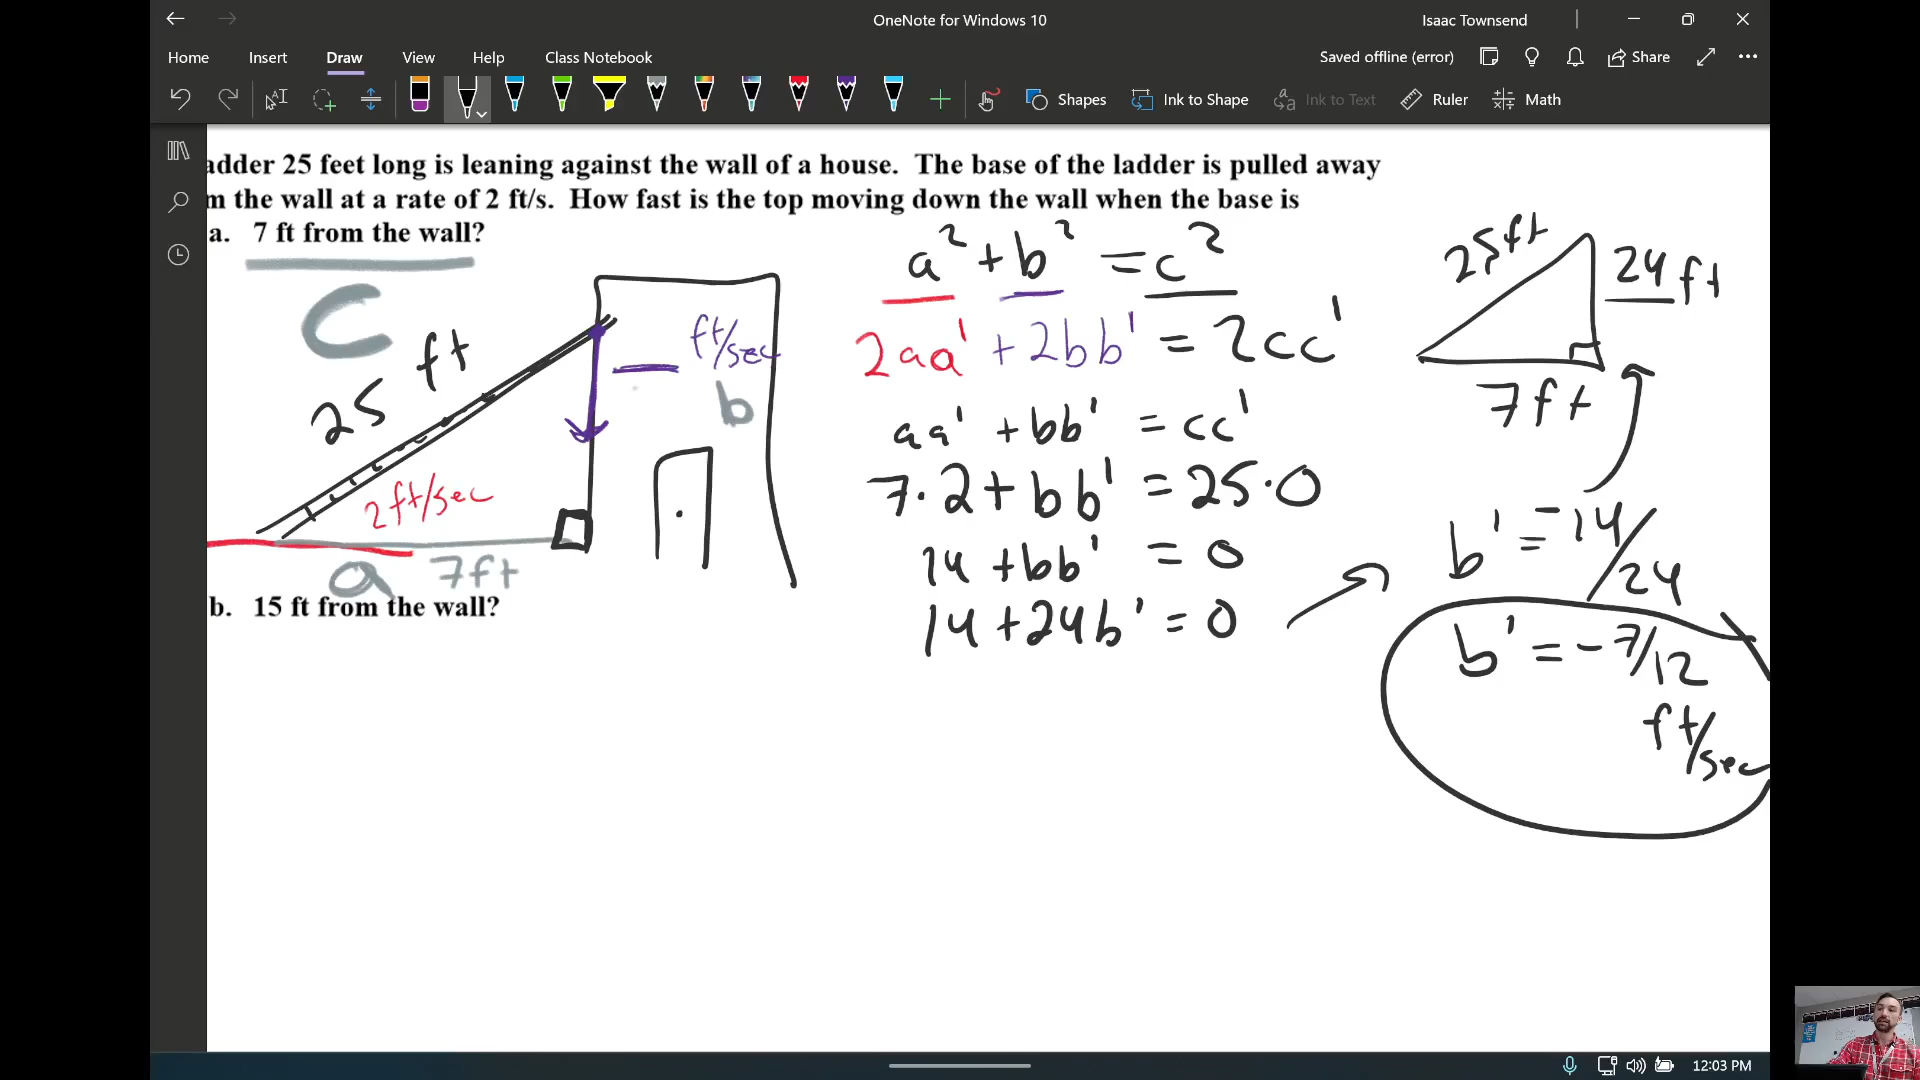 OneNote for Windows 10
Isaac Townsend
Home Insert Draw View Help Class Notebook
Saved offline (error) Share
Shapes Ink to Shape Ink to Text Ruler Math
adder 25 feet long is leaning against the wall of a house. The base of the ladder is pulled away
m the wall at a rate of 2 ft/s. How fast is the top moving down the wall when the base is
a. 7 ft from the wall?
C
25 ft
ft/sec
b
2ft/sec
a 7ft
b. 15 ft from the wall?
a² + b² = c²
2aa' + 2bb' = 2cc'
aa' + bb' = cc'
7·2 + bb' = 25·0
14 + bb' = 0
14 + 24b' = 0
25ft
24 ft
7ft
b' = -14/24
b' = -7/12
ft/sec
12:03 PM